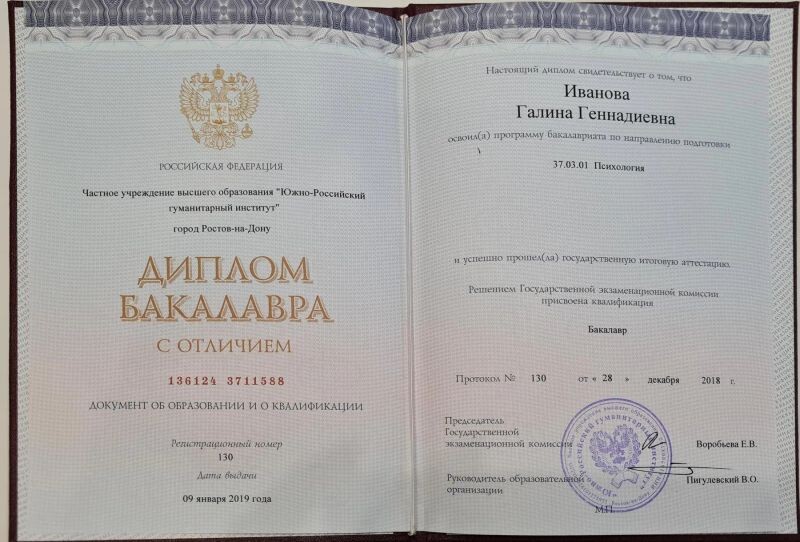 РОССИЙСКАЯ ФЕДЕРАЦИЯ
Частное учреждение высшего образования "Южно-Российский
гуманитарный институт"
город Ростов-на-Дону
ДИПЛОМ
БАКАЛАВРА
С ОТЛИЧИЕМ
136124 3711588
ДОКУМЕНТ ОБ ОБРАЗОВАНИИ И О КВАЛИФИКАЦИИ
Регистрационный номер
130
Дата выдачи
09 января 2019 года
Настоящий диплом свидетельствует о том, что
Иванова
Галина Геннадиевна
освоил(а) программу бакалавриата по направлению подготовки
37.03.01 Психология
и успешно прошел(ла) государственную итоговую аттестацию.
Решением Государственной экзаменационной комиссии
присвоена квалификация
Бакалавр
Протокол № 130 от « 28 » декабря 2018 г.
Председатель
Государственной
экзаменационной комиссии Воробьева Е.В.
Руководитель образовательной
организации Пигулевский В.О.
М.П.